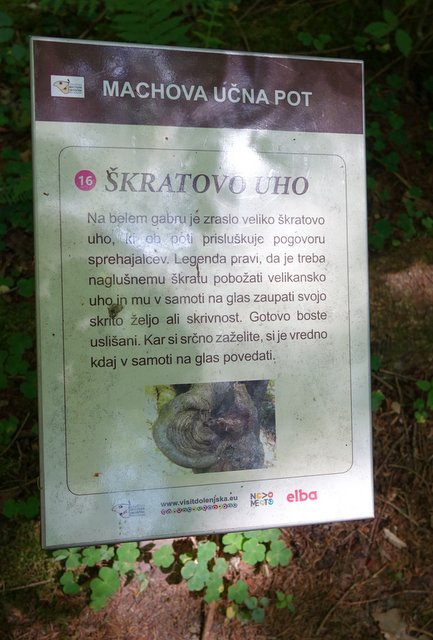 MACHOVA UČNA POT
16 ŠKRATOVO UHO
Na belem gabru je zraslo veliko škratovo
uho, ki ob poti prisluškuje pogovoru
sprehajalcev. Legenda pravi, da je treba
naglušnemu škratu pobožati velikansko
uho in mu v samoti na glas zaupati svojo
skrito željo ali skrivnost. Gotovo boste
uslišani. Kar si srčno zaželite, si je vredno
kdaj v samoti na glas povedati.
www.visitdolenjska.eu
NOVO
MESTO
elba